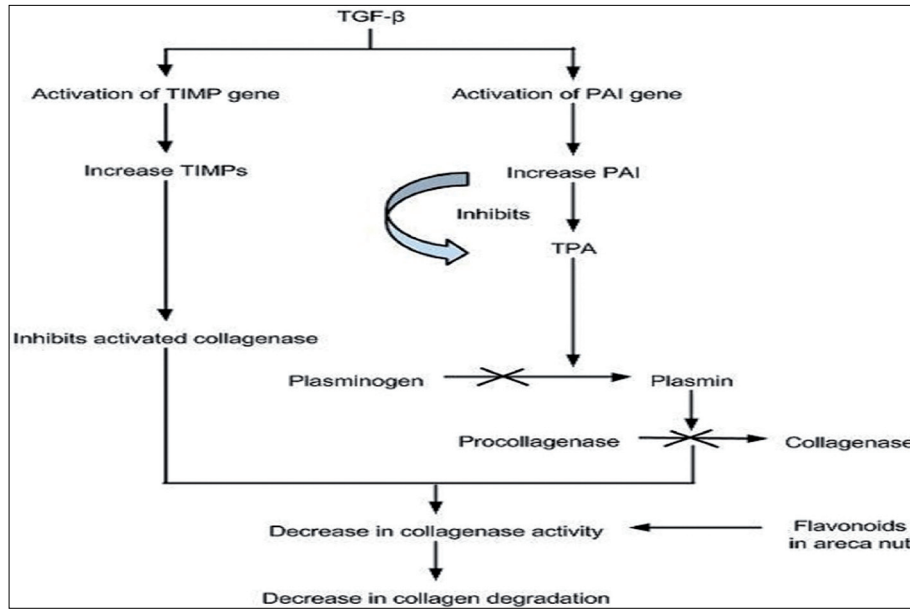 TGF-β
Activation of TIMP gene
Activation of PAI gene
Increase TIMPs
Increase PAI
Inhibits
TPA
Inhibits activated collagenase
Plasminogen
Plasmin
Procollagenase
Collagenase
Decrease in collagenase activity
Flavonoids
in areca nut
Decrease in collagen degradation